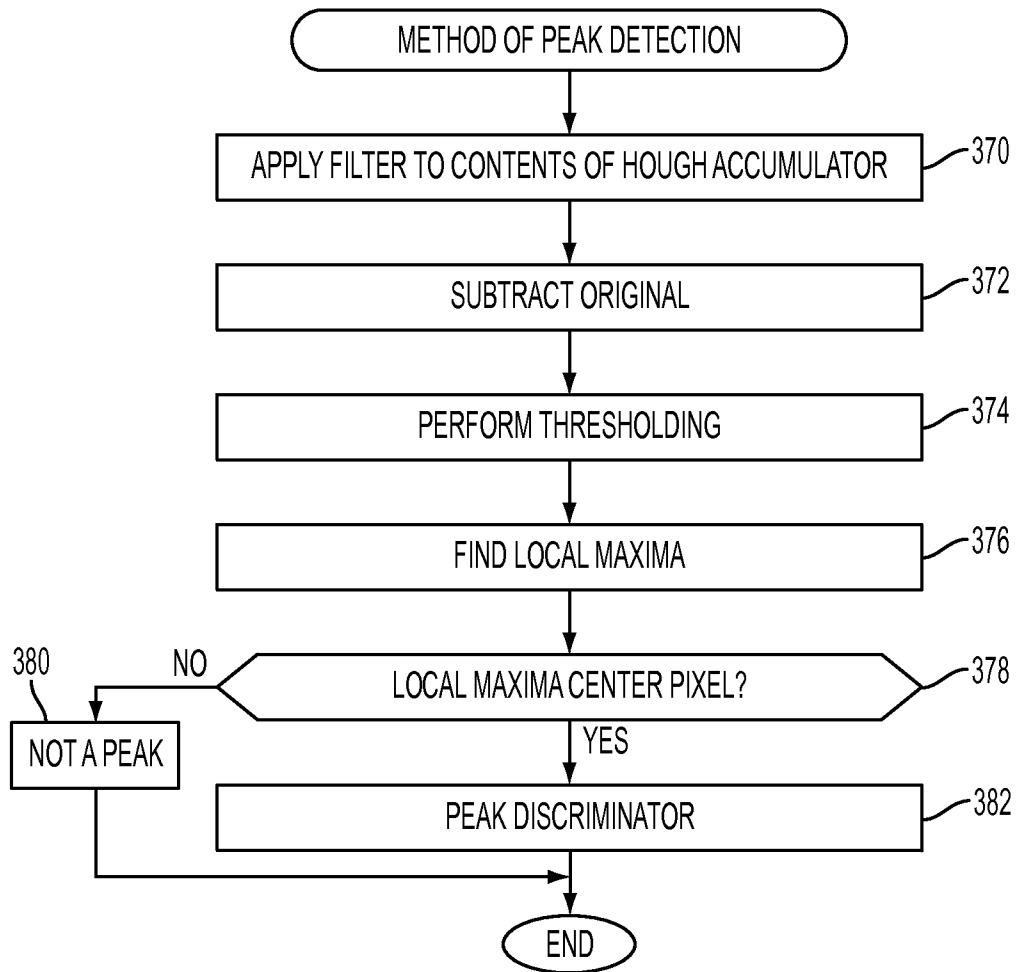 METHOD OF PEAK DETECTION
APPLY FILTER TO CONTENTS OF HOUGH ACCUMULATOR
370
SUBTRACT ORIGINAL
372
PERFORM THRESHOLDING
374
FIND LOCAL MAXIMA
376
380
NO
LOCAL MAXIMA CENTER PIXEL?
378
NOT A PEAK
YES
PEAK DISCRIMINATOR
382
END